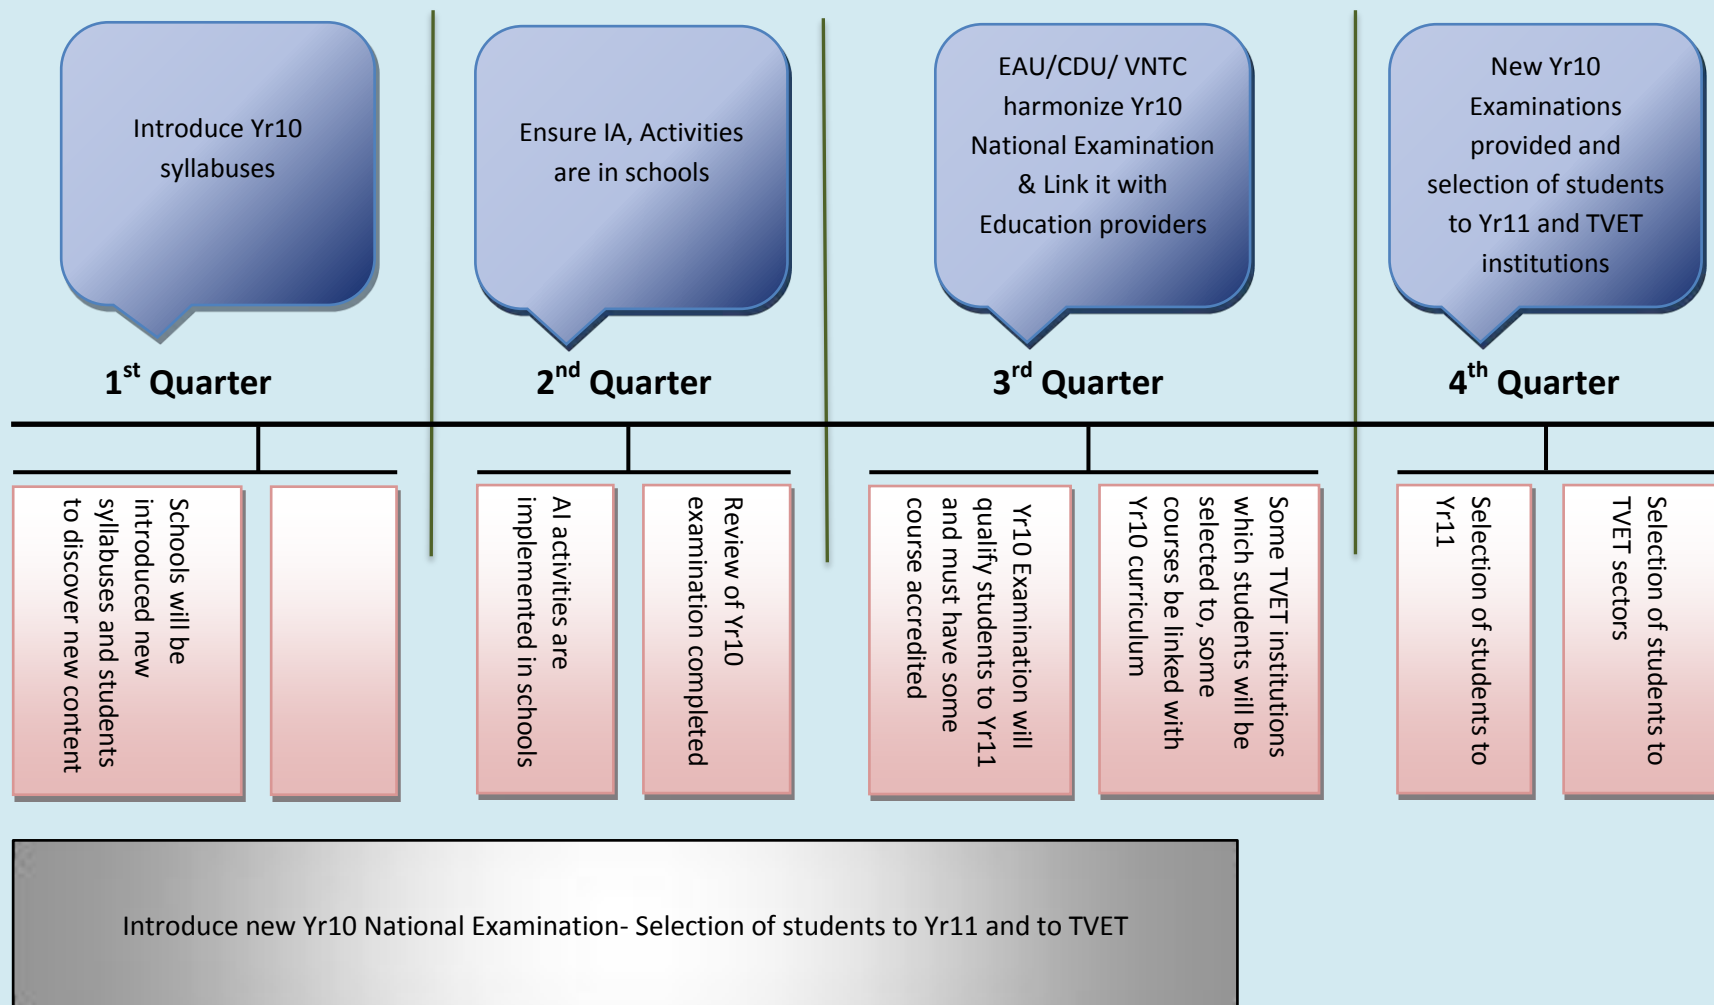 Introduce Yr10
syllabuses
Ensure IA, Activities
are in schools
EAU/CDU/ VNTC
harmonize Yr10
National Examination
& Link it with
Education providers
New Yr10
Examinations
provided and
selection of students
to Yr11 and TVET
institutions
1st Quarter
2nd Quarter
3rd Quarter
4th Quarter
Schools will be
introduced new
syllabuses and students
to discover new content
AI activities are
implemented in schools
Review of Yr10
examination completed
Yr10 Examination will
qualify students to Yr11
and must have some
course accredited
Some TVET institutions
which students will be
selected to, some
courses be linked with
Yr10 curriculum
Selection of students to
Yr11
Selection of students to
TVET sectors
Introduce new Yr10 National Examination- Selection of students to Yr11 and to TVET